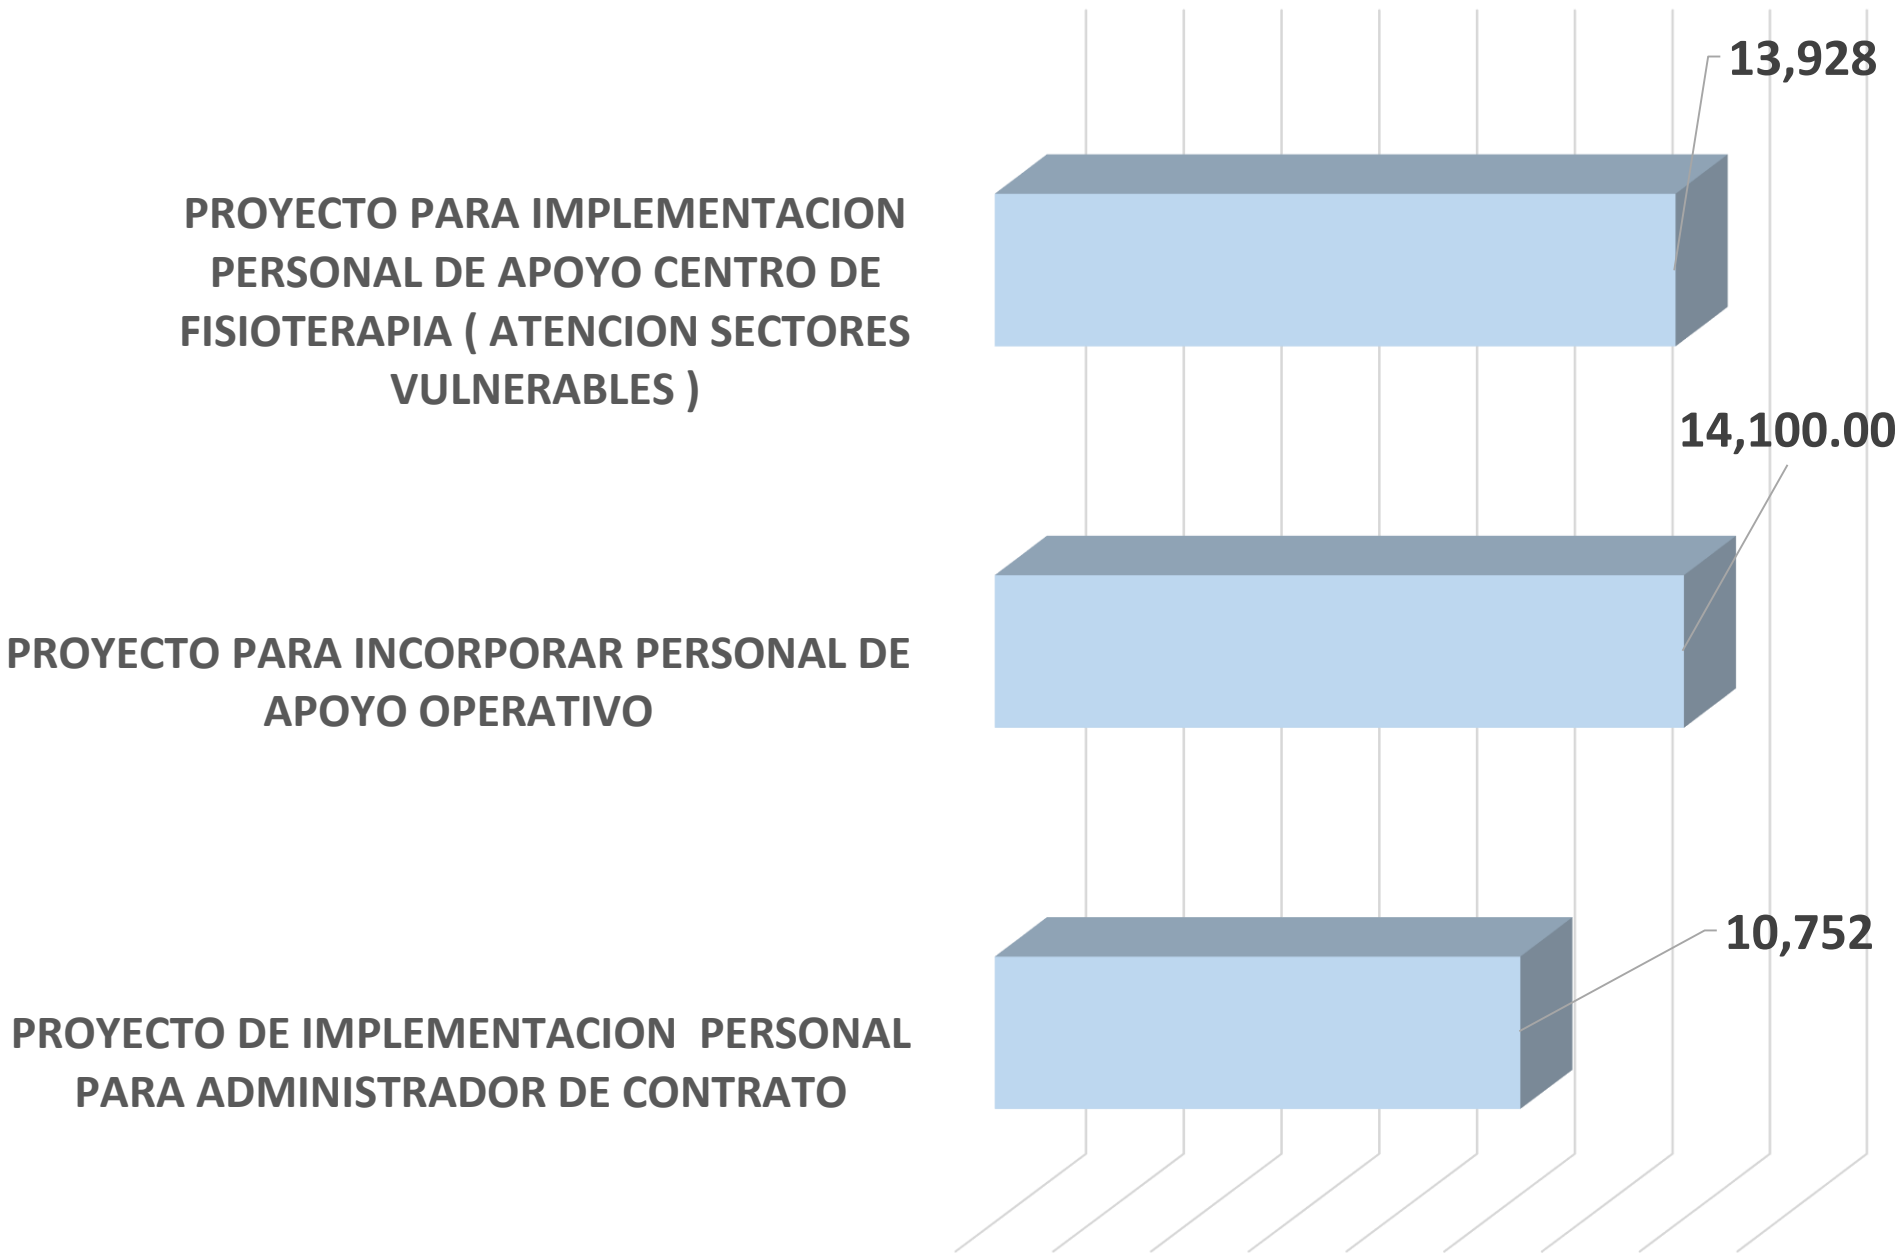 13,928
PROYECTO PARA IMPLEMENTACION
PERSONAL DE APOYO CENTRO DE
FISIOTERAPIA ( ATENCION SECTORES
VULNERABLES )
14,100.00
PROYECTO PARA INCORPORAR PERSONAL DE
APOYO OPERATIVO
10,752
PROYECTO DE IMPLEMENTACION  PERSONAL
PARA ADMINISTRADOR DE CONTRATO